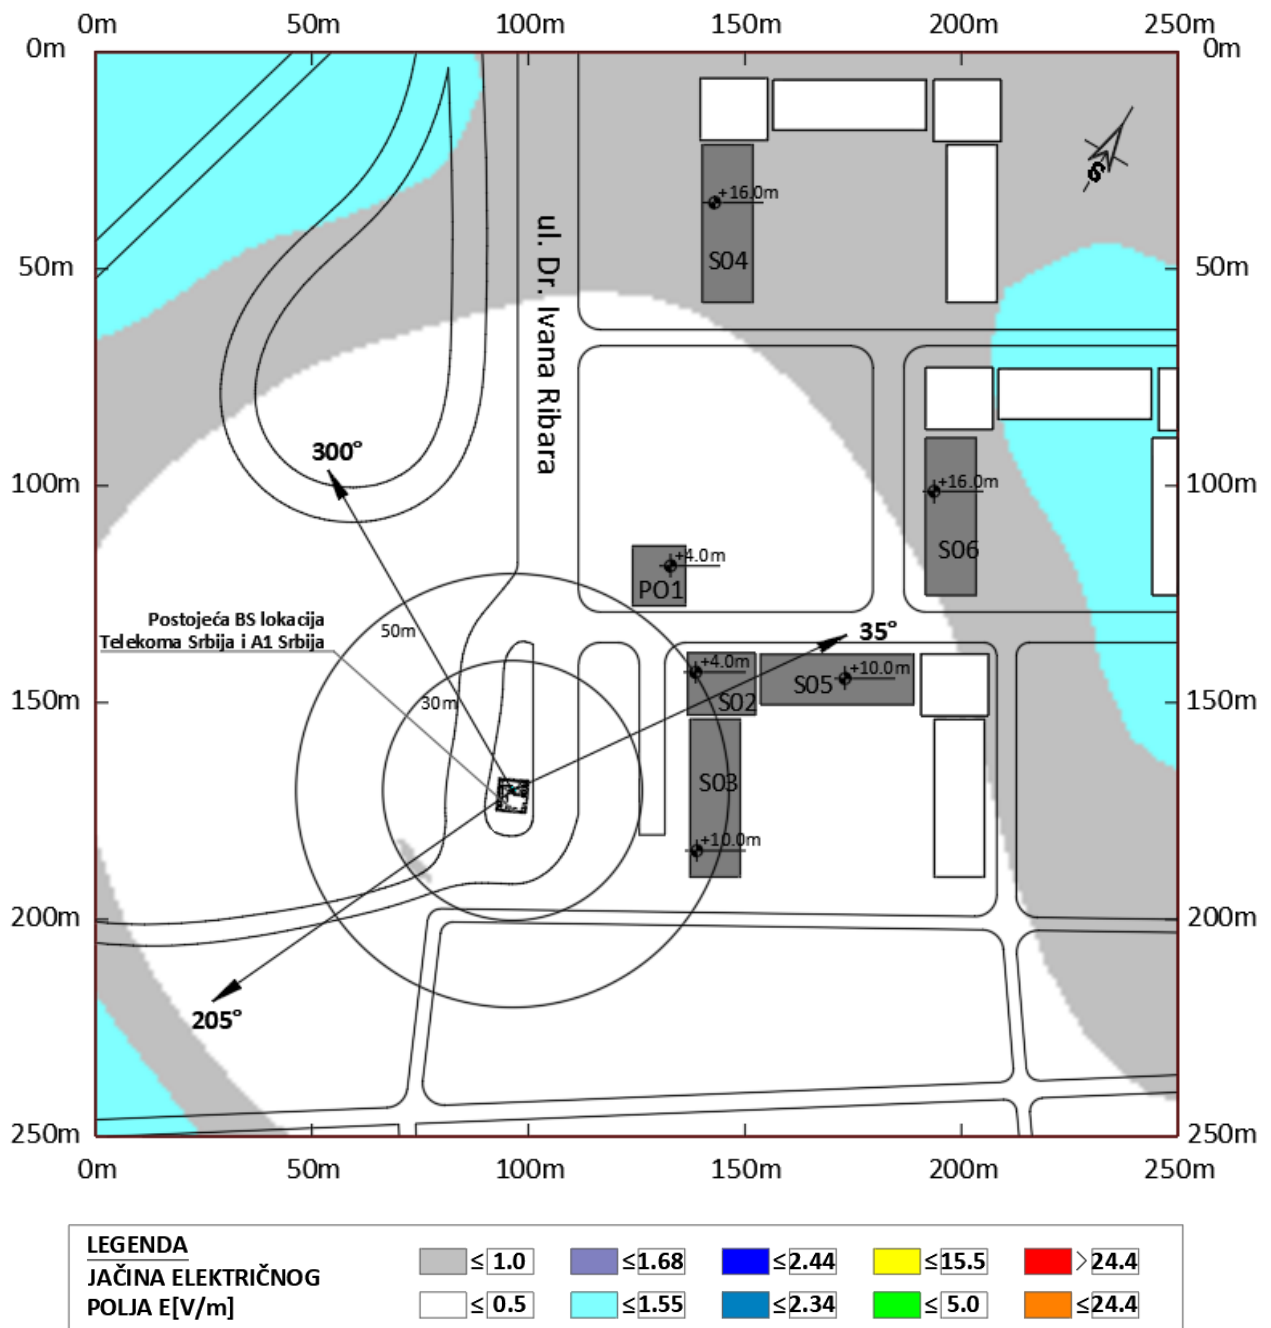 0m 50m 100m 150m 200m 250m
0m 0m
S
+16.0m
S04
ul. Dr. Ivana Ribara
50m 50m
300°
100m 100m
+16.0m
S06
+4.0m
PO1
Postojeća BS lokacija
Telekoma Srbija i A1 Srbija
50m
35°
+4.0m
+10.0m
S05
S02
30m
150m 150m
S03
+10.0m
200m 200m
205°
250m 250m
0m 50m 100m 150m 200m 250m
LEGENDA
JAČINA ELEKTRIČNOG
POLJA E[V/m]
≤ 1.0 ≤1.68 ≤2.44 ≤15.5 >24.4
≤ 0.5 ≤1.55 ≤2.34 ≤ 5.0 ≤24.4